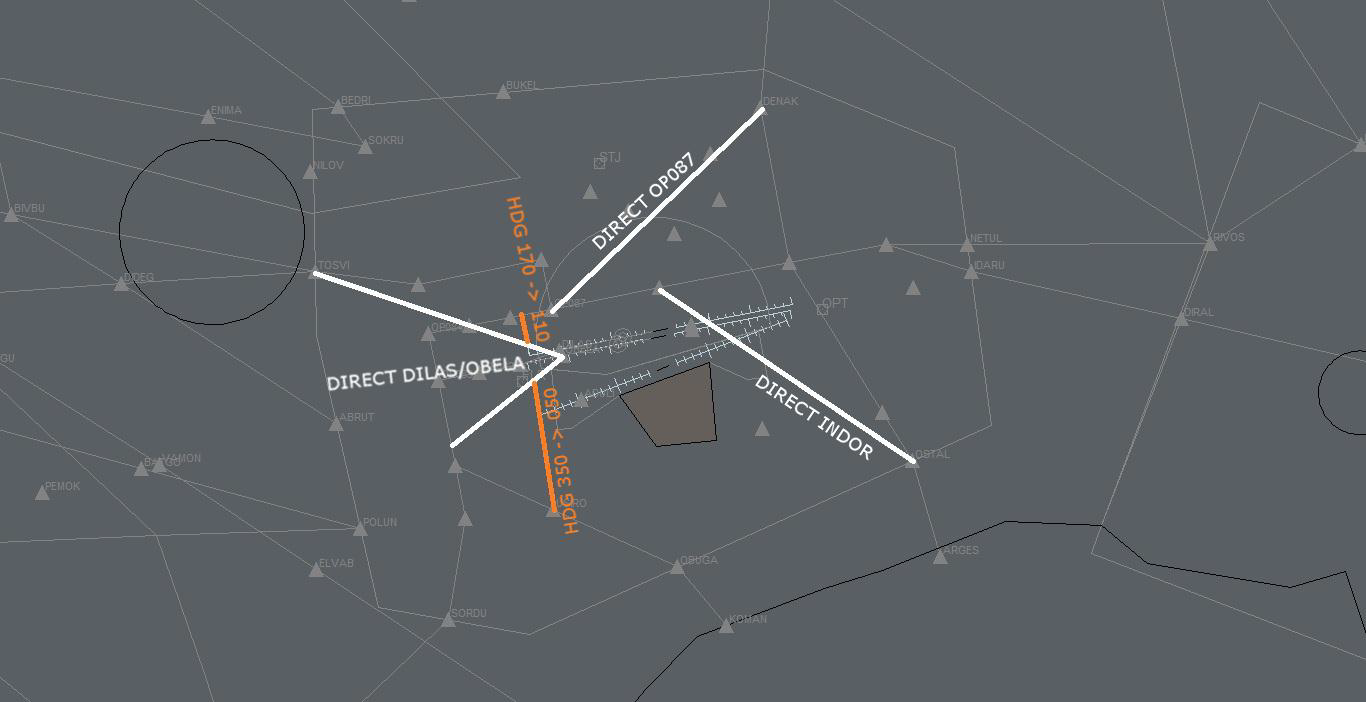 BUKEL
BEDRI
DENAK
ENIMA
SOKRU
STJ
NILOV
DIRECT OP087
HDG 170 -> 110
BIVBU
NETUL
RIVOS
TOSVI
IDARU
OPT
DIRAL
DIRECT DILAS/OBELA
DIRECT INDOR
HDG 350 -> 050
ABRUT
OSTAL
VAMON
PEMOK
POLUN
ARGES
OBUGA
ELVAB
SORDU
KOMAN
GU